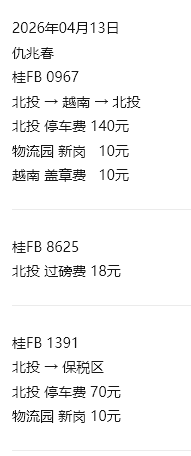 2026年04月13日
仇兆春
桂FB 0967
北投 → 越南 → 北投
北投 停车费 140元
物流园 新岗   10元
越南 盖章费   10元
桂FB 8625
北投 过磅费 18元
桂FB 1391
北投 → 保税区
北投 停车费 70元
物流园 新岗 10元